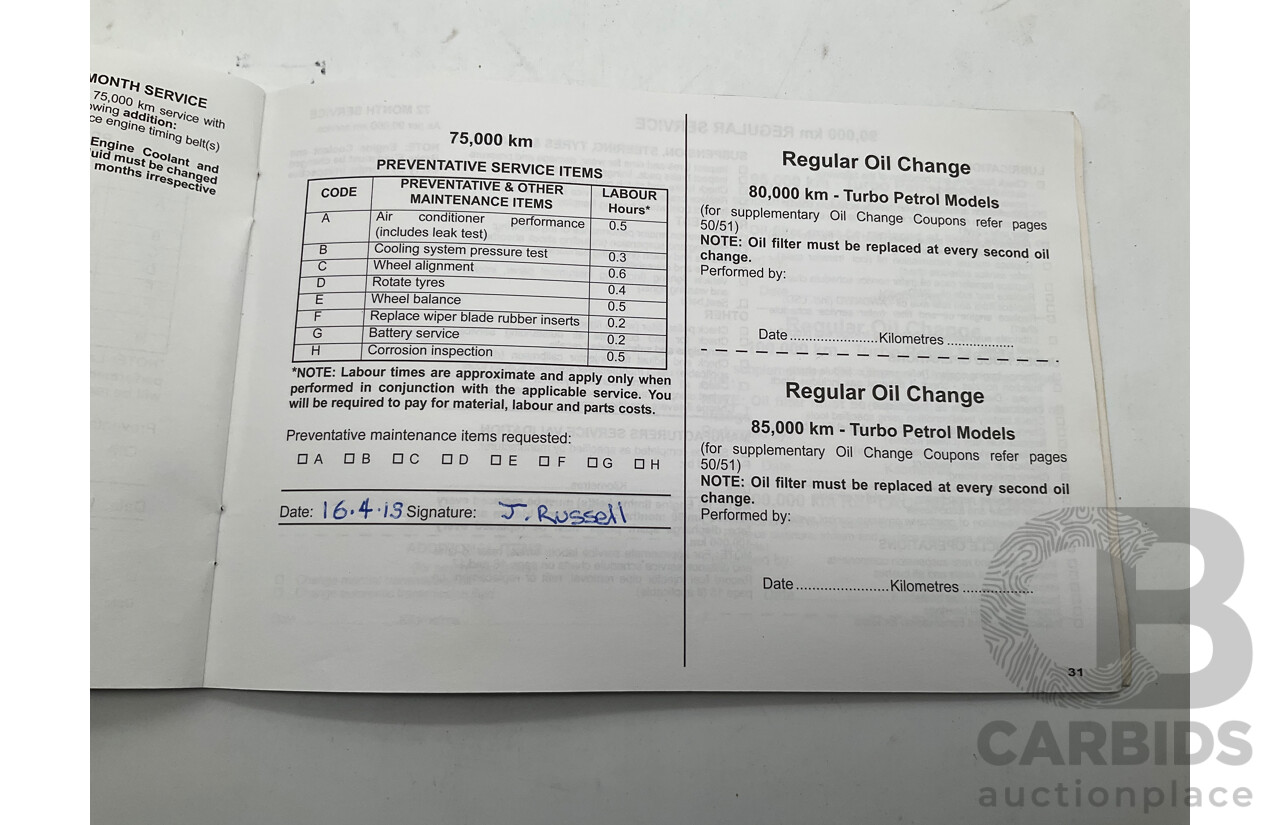 MONTH SERVICE
75,000 km service with
owing addition:
ce engine timing belt(s)
Engine Coolant and
uid must be changed
months irrespective
75,000 km
PREVENTATIVE SERVICE ITEMS
CODE PREVENTATIVE & OTHER MAINTENANCE ITEMS LABOUR Hours*
A Air conditioner performance (includes leak test) 0.5
B Cooling system pressure test 0.3
C Wheel alignment 0.6
D Rotate tyres 0.4
E Wheel balance 0.5
F Replace wiper blade rubber inserts 0.2
G Battery service 0.2
H Corrosion inspection 0.5
*NOTE: Labour times are approximate and apply only when
performed in conjunction with the applicable service. You
will be required to pay for material, labour and parts costs.
Preventative maintenance items requested:
☐ A ☐ B ☐ C ☐ D ☐ E ☐ F ☐ G ☐ H
Date: 16.4.13 Signature: J. Russell
Regular Oil Change
80,000 km - Turbo Petrol Models
(for supplementary Oil Change Coupons refer pages
50/51)
NOTE: Oil filter must be replaced at every second oil
change.
Performed by:
Date......................Kilometres.................
Regular Oil Change
85,000 km - Turbo Petrol Models
(for supplementary Oil Change Coupons refer pages
50/51)
NOTE: Oil filter must be replaced at every second oil
change.
Performed by:
Date.......................Kilometres..................
31
CB
CARBIDS
auctionplace